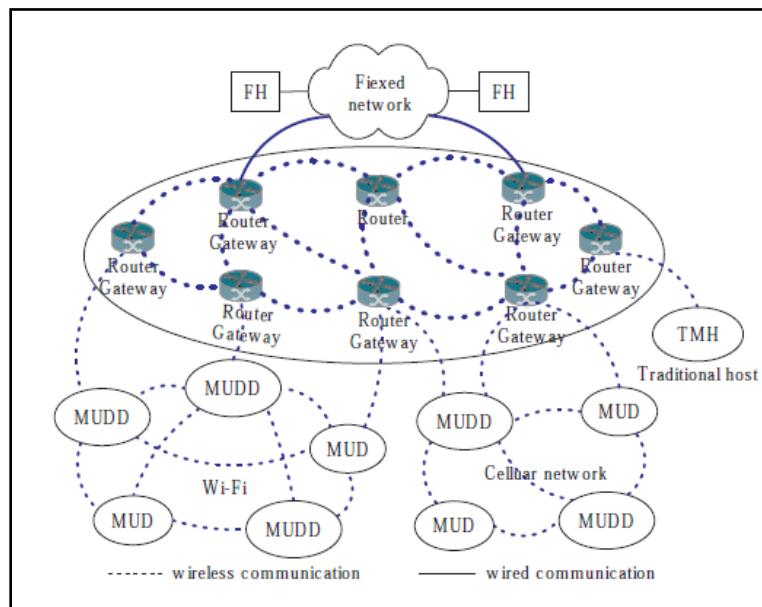 FH
Fiexed
network
FH
Router
Gateway
Router
Router
Gateway
Router
Gateway
Router
Gateway
Router
Gateway
Router
Gateway
Router
Gateway
TMH
Traditional host
MUDD
MUDD
MUD
Wi-Fi
MUD
MUDD
MUDD
MUD
Celluar network
MUD
MUDD
wireless communication
wired communication